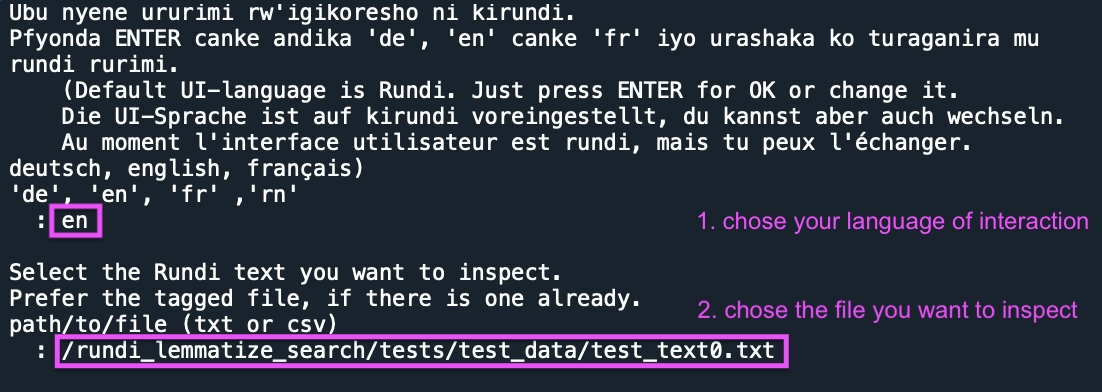 Ubu nyene ururimi rw'igikoresho ni kirundi.
Pfyonda ENTER canke andika 'de', 'en' canke 'fr' iyo urashaka ko turaganira mu
rundi rurimi.
(Default UI-language is Rundi. Just press ENTER for OK or change it.
Die UI-Sprache ist auf kirundi voreingestellt, du kannst aber auch wechseln.
Au moment l'interface utilisateur est rundi, mais tu peux l'échanger.
deutsch, english, français)
'de', 'en', 'fr' ,'rn'
: en
1. chose your language of interaction
Select the Rundi text you want to inspect.
Prefer the tagged file, if there is one already.
2. chose the file you want to inspect
path/to/file (txt or csv)
: /rundi_lemmatize_search/tests/test_data/test_text0.txt